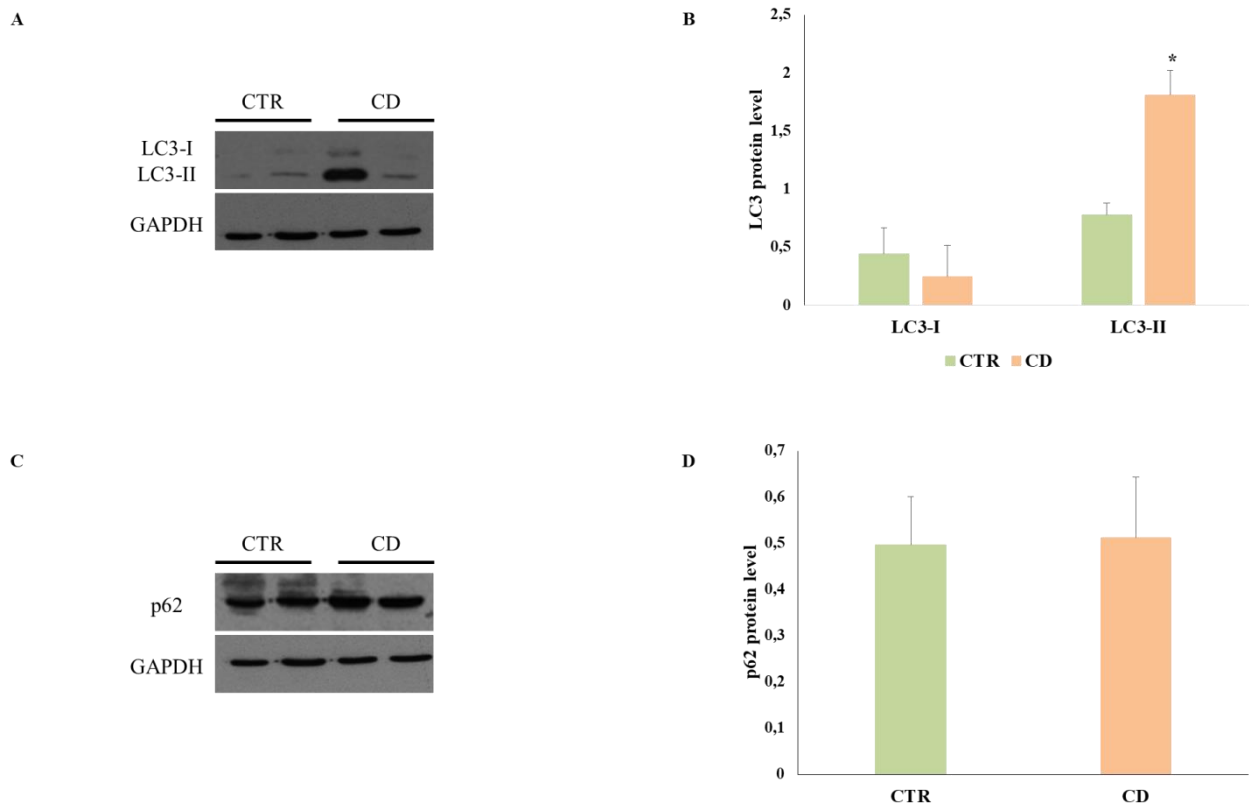 A
CTR CD
LC3-I
LC3-II
GAPDH
B
LC3 protein level
2,5
2
*
1,5
1
0,5
0
LC3-I LC3-II
CTR CD
C
CTR CD
p62
GAPDH
D
p62 protein level
0,7
0,6
0,5
0,4
0,3
0,2
0,1
0
CTR CD